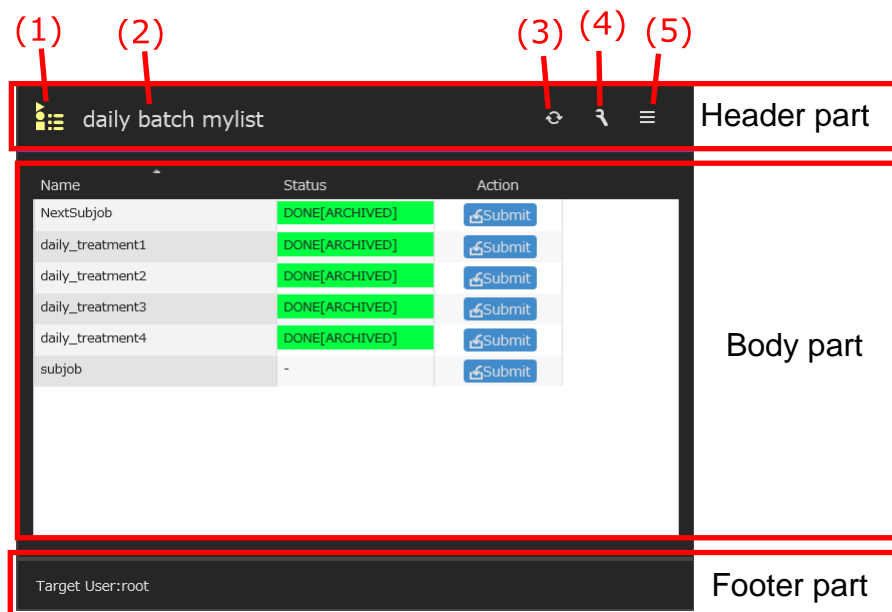 (1) (2) (3) (4) (5)
daily batch mylist
Header part
Name Status Action
NextSubjob DONE[ARCHIVED] Submit
daily_treatment1 DONE[ARCHIVED] Submit
daily_treatment2 DONE[ARCHIVED] Submit
daily_treatment3 DONE[ARCHIVED] Submit
daily_treatment4 DONE[ARCHIVED] Submit
subjob - Submit
Body part
Target User:root
Footer part